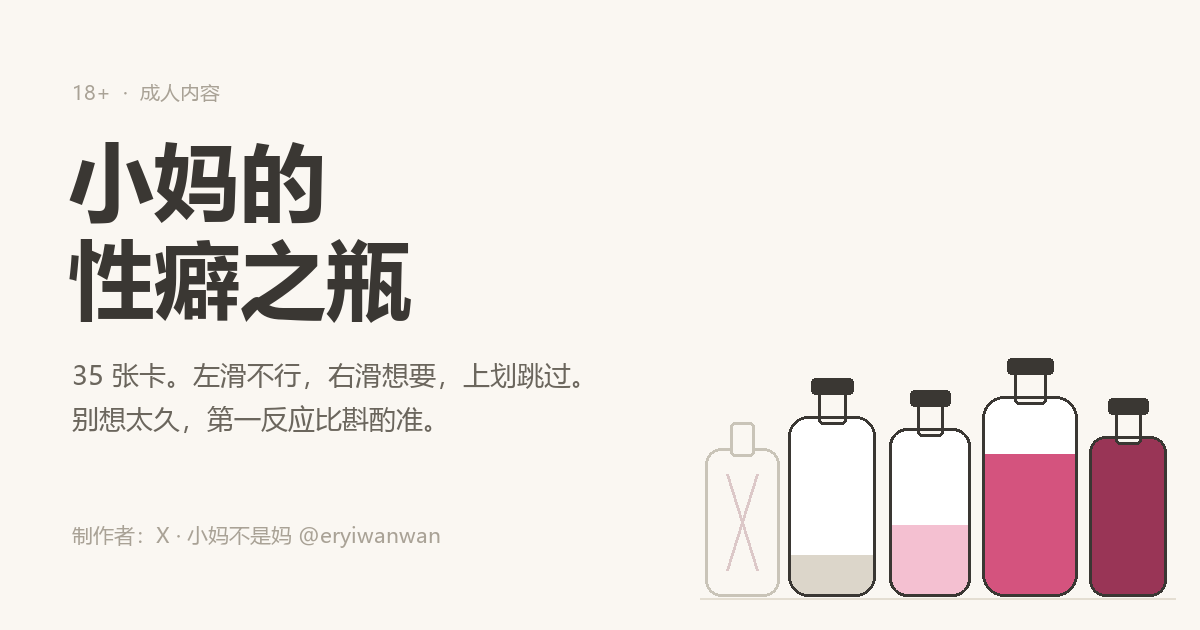 18+ · 成人内容
小妈的
性癖之瓶
35 张卡。左滑不行，右滑想要，上划跳过。
别想太久，第一反应比斟酌准。
制作者：X · 小妈不是妈 @eryiwanwan